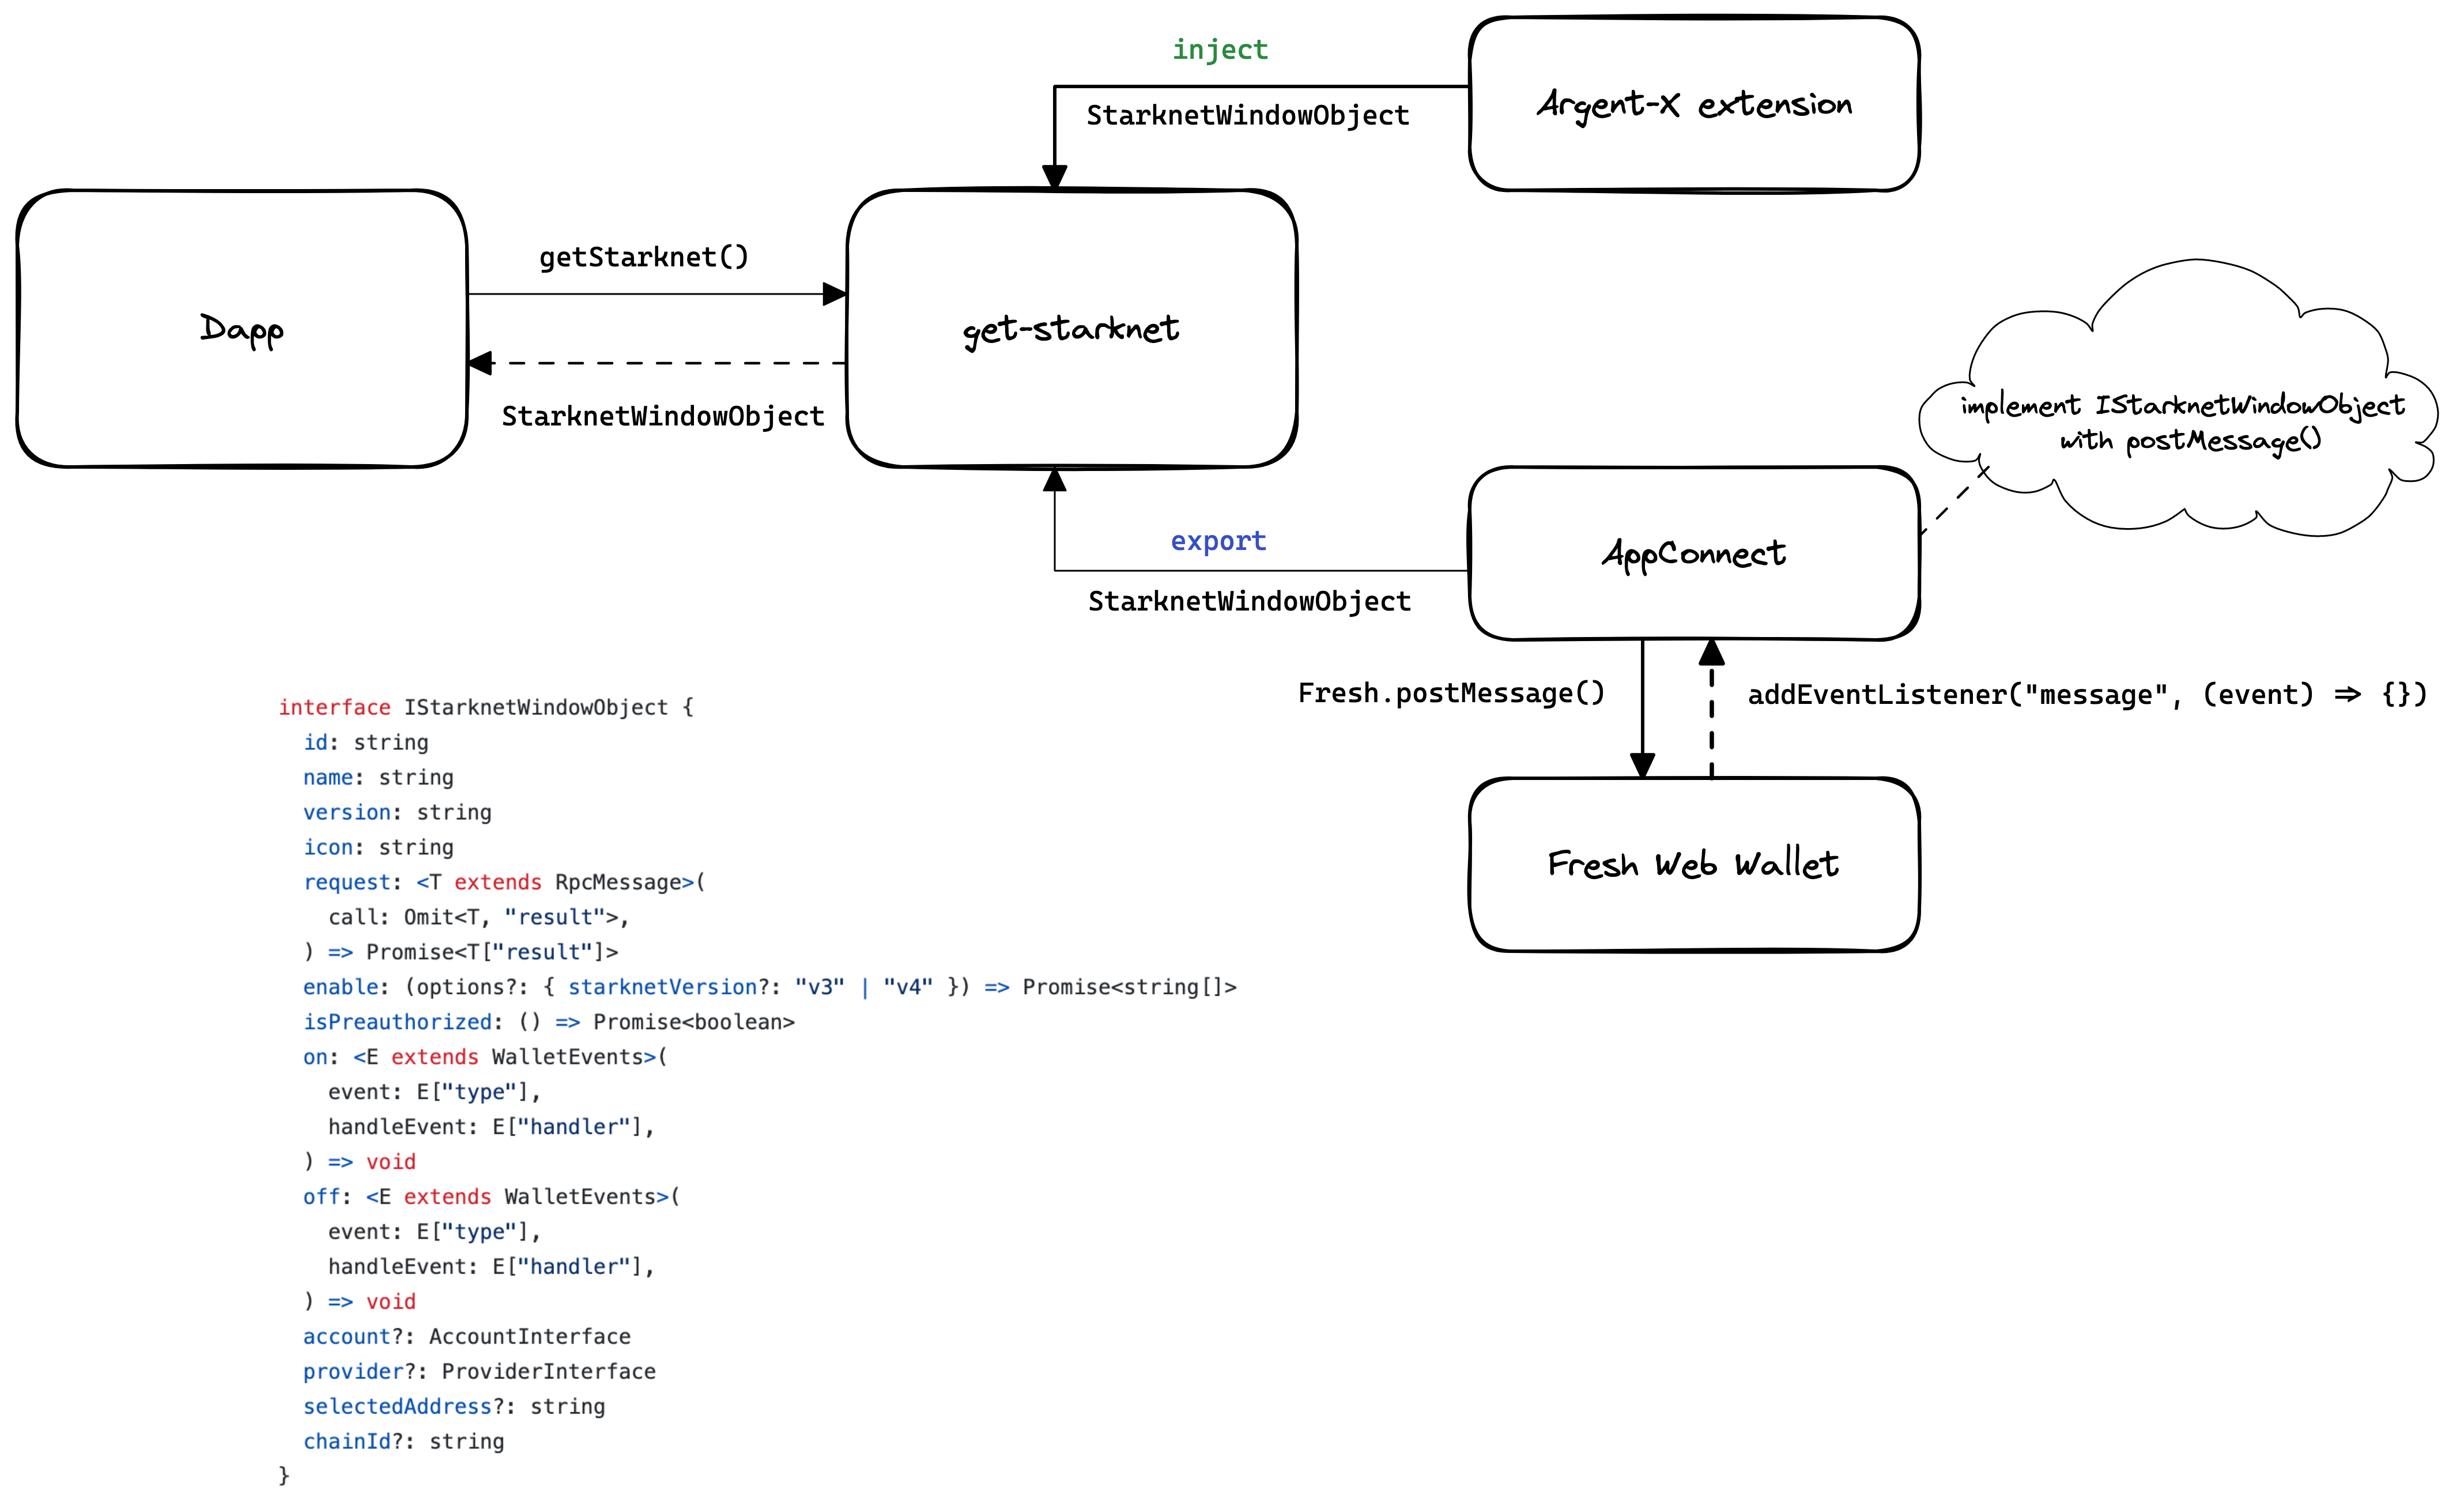 inject
StarknetWindowObject
Argent-X extension
getStarknet()
Dapp
get-starknet
StarknetWindowObject
implement IStarknetWindowObject
with postMessage()
export
AppConnect
StarknetWindowObject
Fresh.postMessage()
addEventListener("message", (event) => {})
Fresh Web Wallet
interface IStarknetWindowObject {
  id: string
  name: string
  version: string
  icon: string
  request: <T extends RpcMessage>(
    call: Omit<T, "result">,
  ) => Promise<T["result"]>
  enable: (options?: { starknetVersion?: "v3" | "v4" }) => Promise<string[]>
  isPreauthorized: () => Promise<boolean>
  on: <E extends WalletEvents>(
    event: E["type"],
    handleEvent: E["handler"],
  ) => void
  off: <E extends WalletEvents>(
    event: E["type"],
    handleEvent: E["handler"],
  ) => void
  account?: AccountInterface
  provider?: ProviderInterface
  selectedAddress?: string
  chainId?: string
}